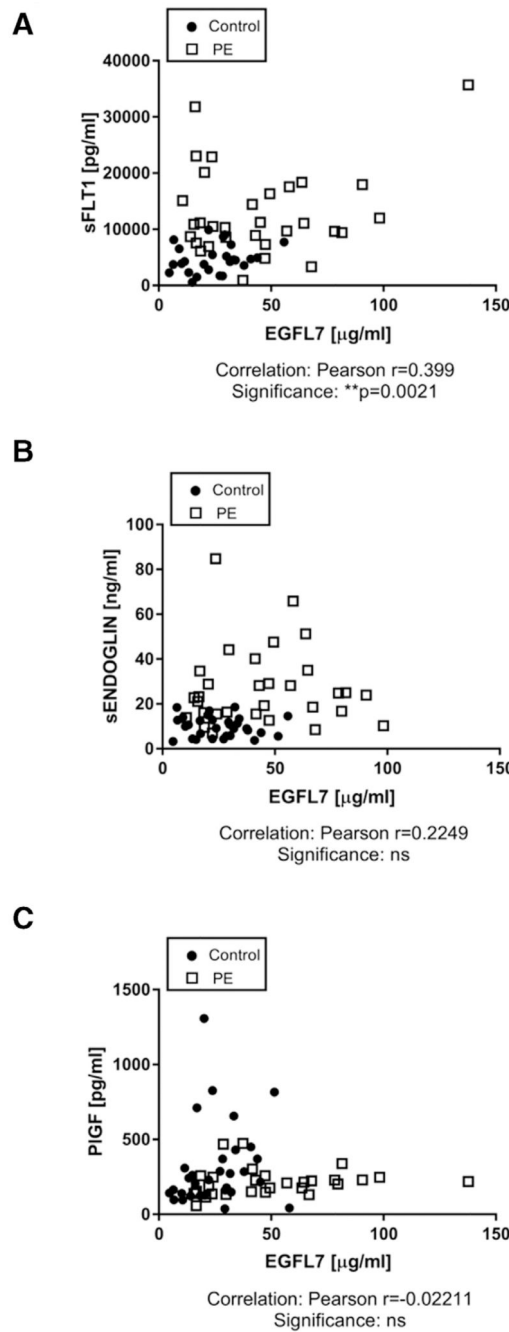 A
Control
PE
sFLT1 [pg/ml]
40000
30000
20000
10000
0
0
50
100
150
EGFL7 [µg/ml]
Correlation: Pearson r=0.399
Significance: **p=0.0021
B
Control
PE
sENDOGLIN [ng/ml]
100
80
60
40
20
0
0
50
100
150
EGFL7 [µg/ml]
Correlation: Pearson r=0.2249
Significance: ns
C
Control
PE
PlGF [pg/ml]
1500
1000
500
0
0
50
100
150
EGFL7 [µg/ml]
Correlation: Pearson r=-0.02211
Significance: ns